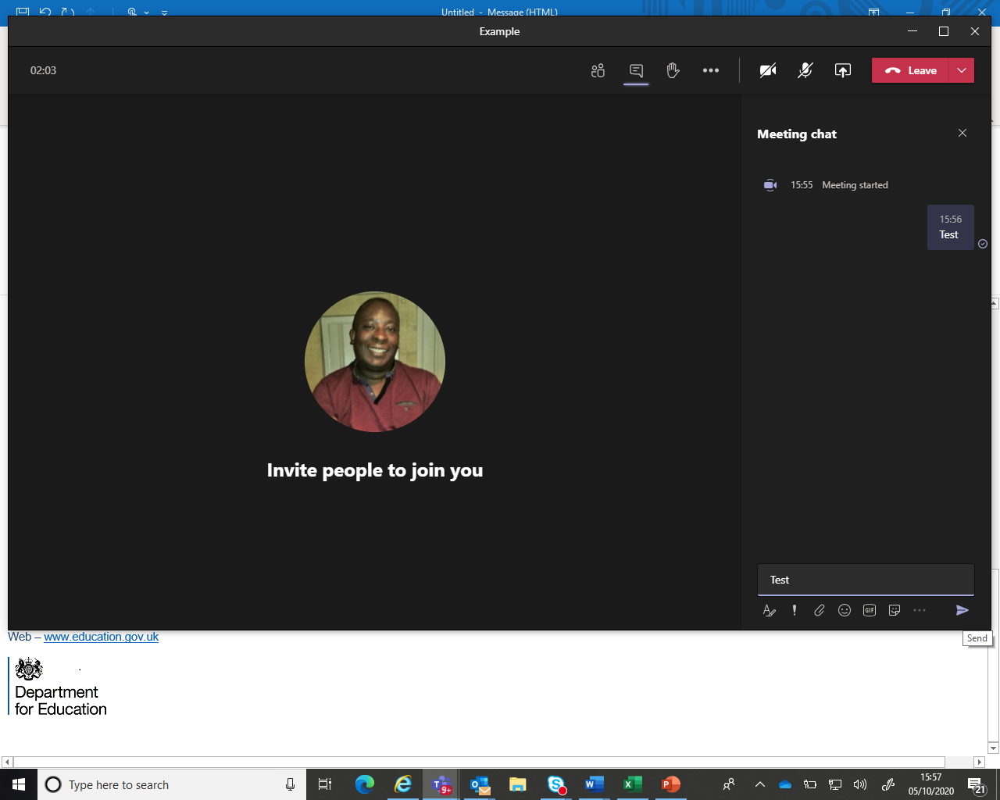 Untitled - Message (HTML)
Example
02:03
Leave
Meeting chat
15:55 Meeting started
15:56
Test
Invite people to join you
Test
GIF
Send
Web – www.education.gov.uk
Department
for Education
Type here to search
9+
15:57
05/10/2020
21